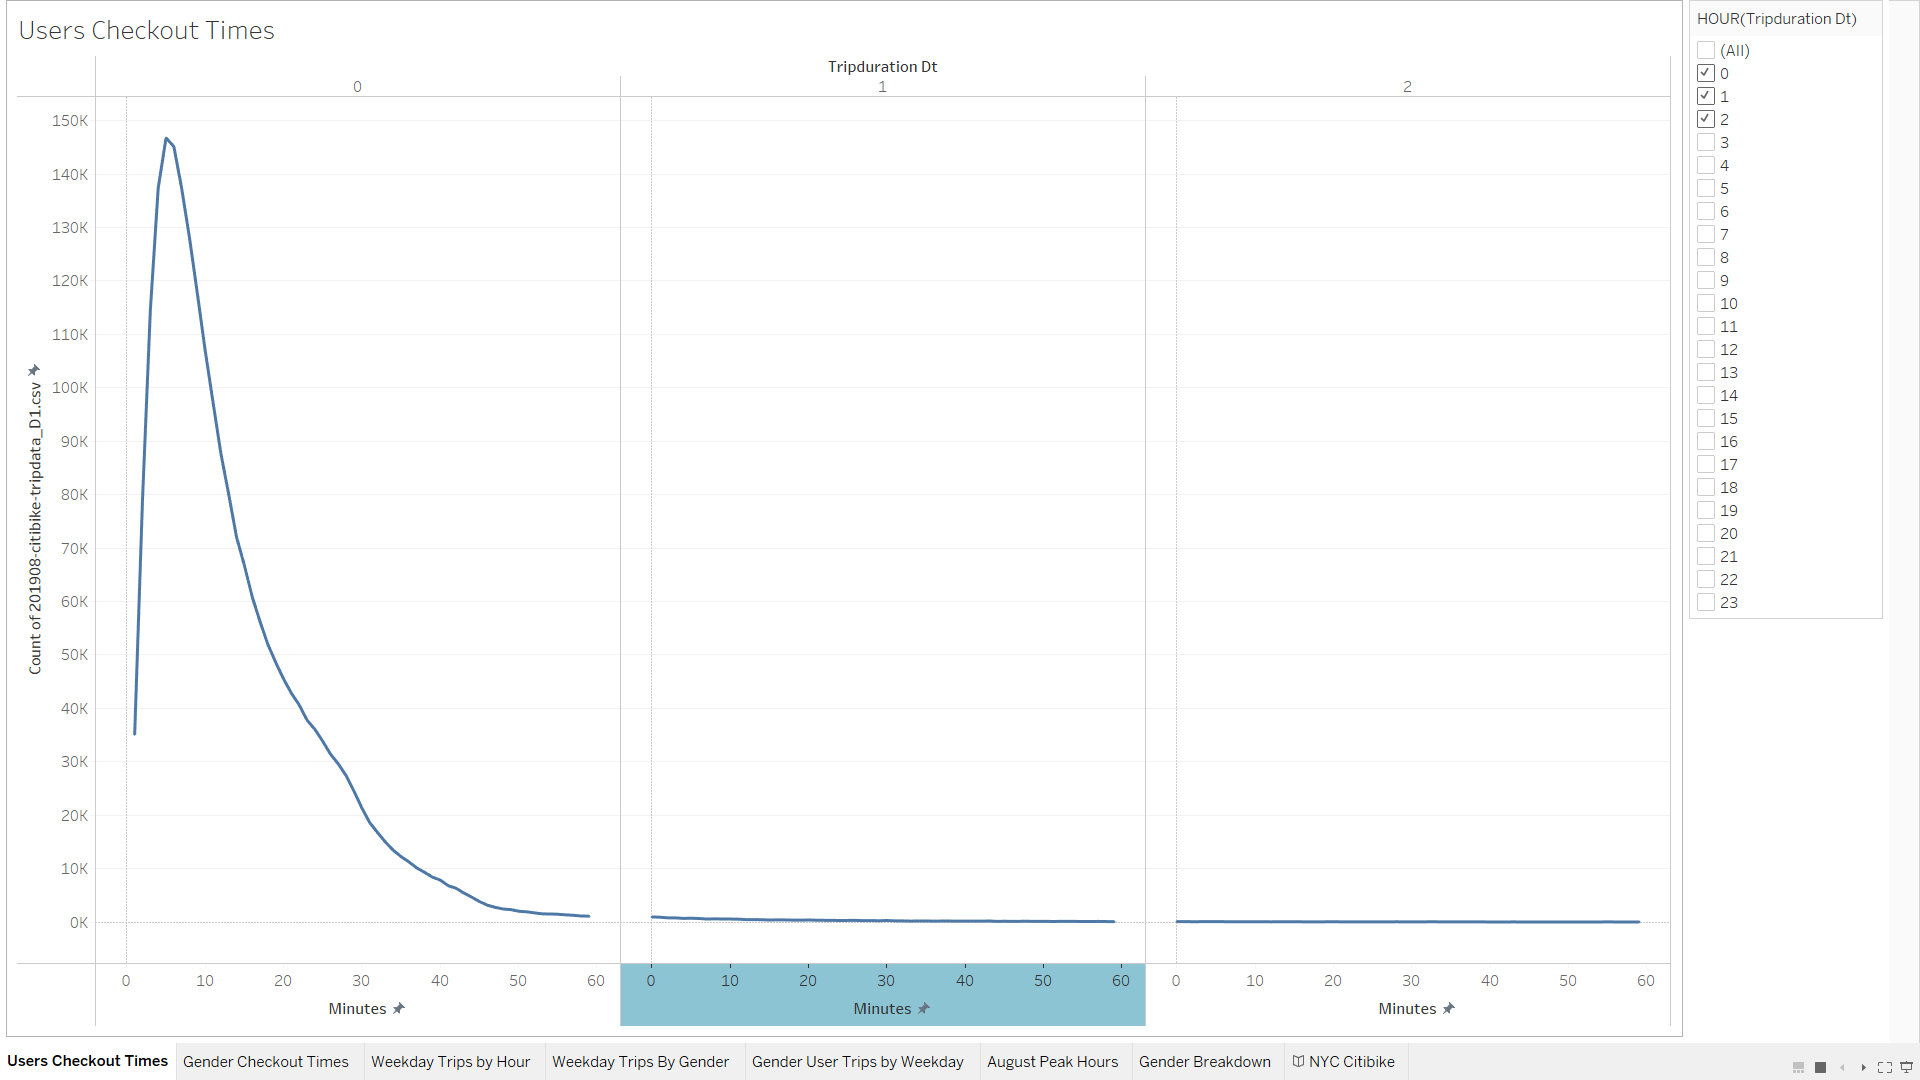 Users Checkout Times
Tripduration Dt
0 1 2
150K
140K
130K
120K
110K
100K
90K
80K
70K
60K
50K
40K
30K
20K
10K
0K
Count of 201908-citibike-tripdata_D1.csv
0 10 20 30 40 50 60 0 10 20 30 40 50 60 0 10 20 30 40 50 60
Minutes Minutes Minutes
HOUR(Tripduration Dt)
(All)
0
1
2
3
4
5
6
7
8
9
10
11
12
13
14
15
16
17
18
19
20
21
22
23
Users Checkout Times Gender Checkout Times Weekday Trips by Hour Weekday Trips By Gender Gender User Trips by Weekday August Peak Hours Gender Breakdown NYC Citibike